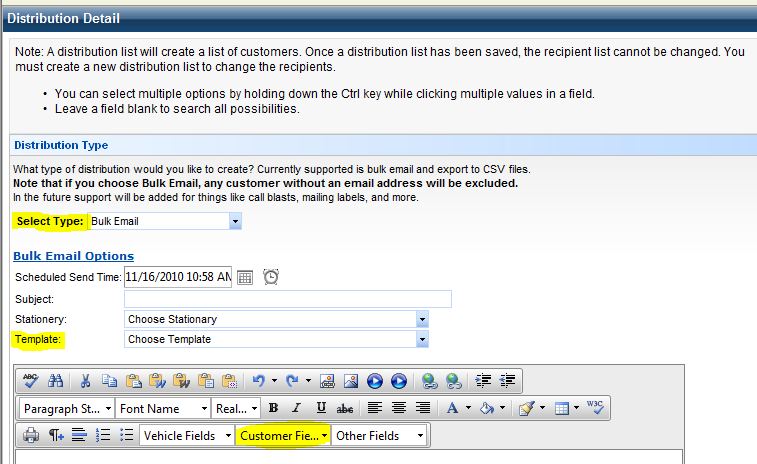 Distribution Detail
Note: A distribution list will create a list of customers. Once a distribution list has been saved, the recipient list cannot be changed. You
must create a new distribution list to change the recipients.
• You can select multiple options by holding down the Ctrl key while clicking multiple values in a field.
• Leave a field blank to search all possibilities.
Distribution Type
What type of distribution would you like to create? Currently supported is bulk email and export to CSV files.
Note that if you choose Bulk Email, any customer without an email address will be excluded.
In the future support will be added for things like call blasts, mailing labels, and more.
Select Type: Bulk Email
Bulk Email Options
Scheduled Send Time: 11/16/2010 10:58 AM
Subject:
Stationery: Choose Stationary
Template: Choose Template
ABC
Paragraph St... Font Name Real... B I U abc A W3C
Vehicle Fields Customer Fie... Other Fields